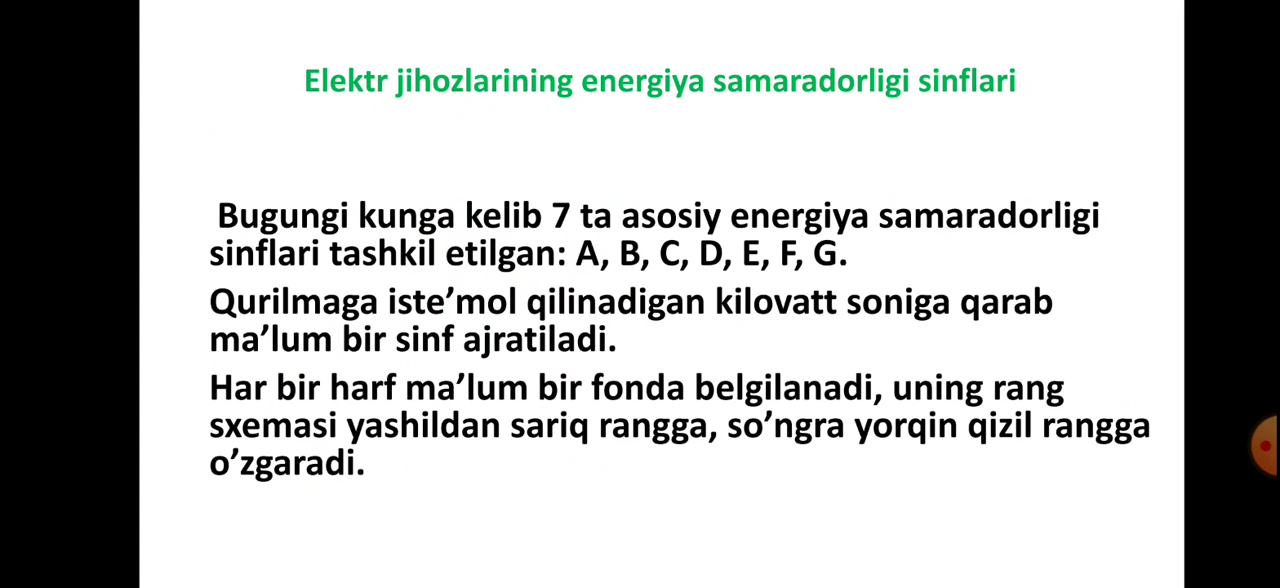 Elektr jihozlarining energiya samaradorligi sinflari
Bugungi kunga kelib 7 ta asosiy energiya samaradorligi
sinflari tashkil etilgan: A, B, C, D, E, F, G.
Qurilmaga iste’mol qilinadigan kilovatt soniga qarab
ma’lum bir sinf ajratiladi.
Har bir harf ma’lum bir fonda belgilanadi, uning rang
sxemasi yashildan sariq rangga, so’ngra yorqin qizil rangga
o’zgaradi.